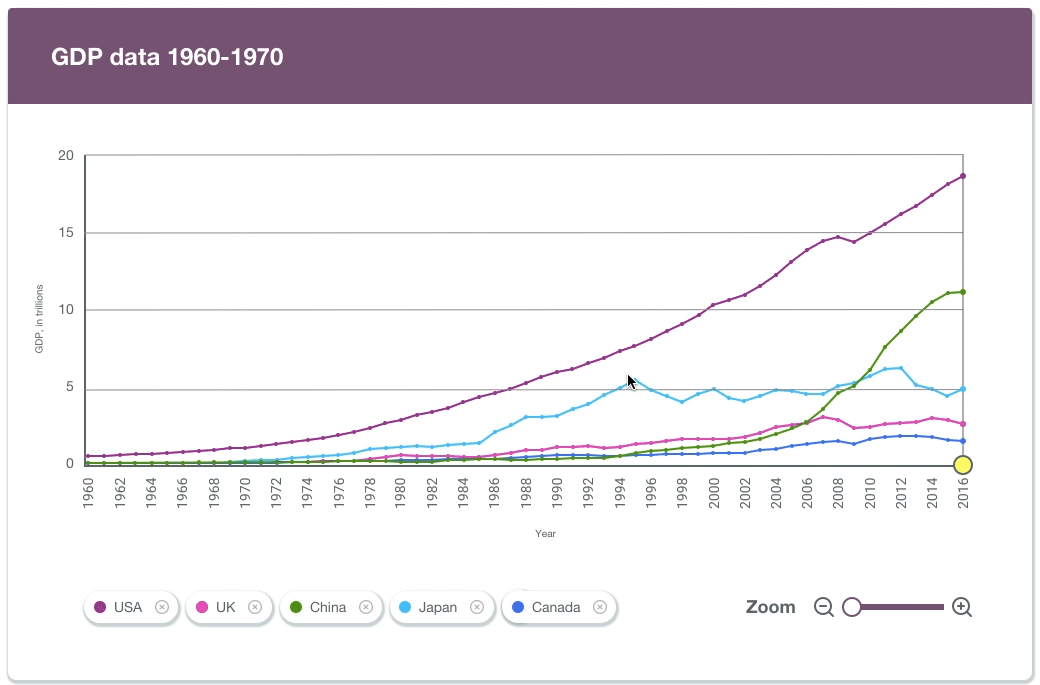 GDP data 1960-1970
20
15
10
5
0
GDP, in trillions
1960 1962 1964 1966 1968 1970 1972 1974 1976 1978 1980 1982 1984 1986 1988 1990 1992 1994 1996 1998 2000 2002 2004 2006 2008 2010 2012 2014 2016
Year
USA UK China Japan Canada Zoom